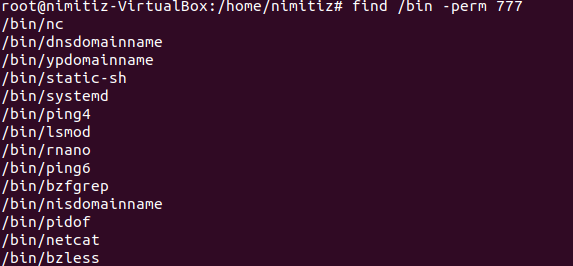 root@nimitiz-VirtualBox:/home/nimitiz# find /bin -perm 777
/bin/nc
/bin/dnsdomainname
/bin/ypdomainname
/bin/static-sh
/bin/systemd
/bin/ping4
/bin/lsmod
/bin/rnano
/bin/ping6
/bin/bzfgrep
/bin/nisdomainname
/bin/pidof
/bin/netcat
/bin/bzless